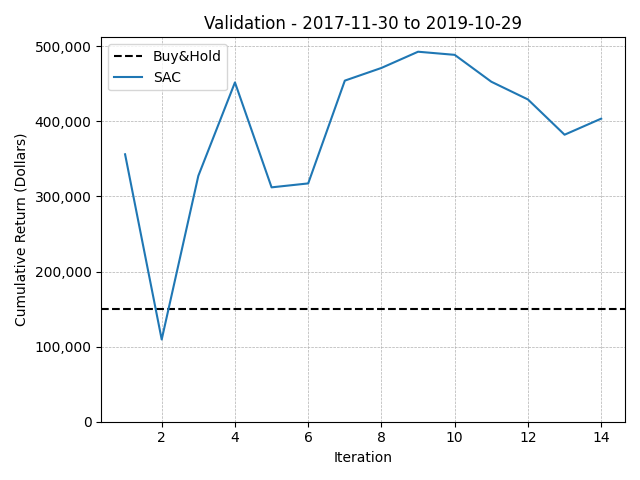 Validation - 2017-11-30 to 2019-10-29
Buy&Hold
SAC
Cumulative Return (Dollars)
500,000
400,000
300,000
200,000
100,000
0
2 4 6 8 10 12 14
Iteration